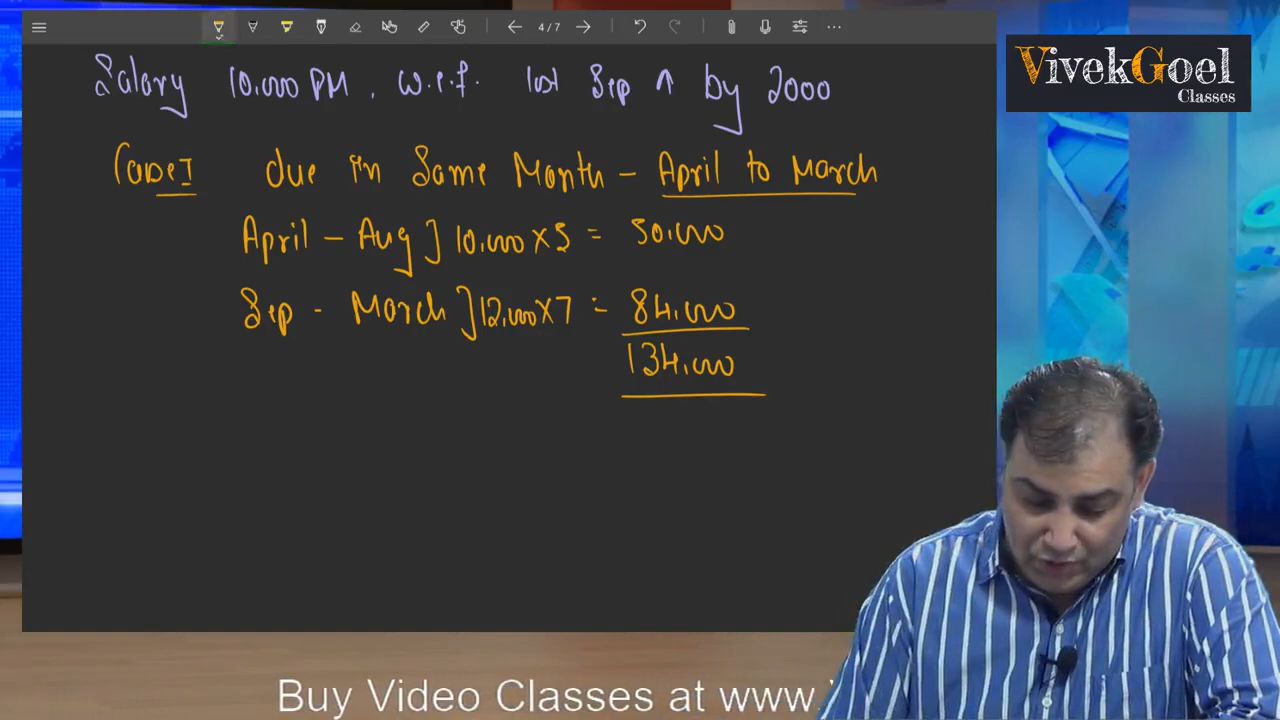 4/7
VivekGoel
Classes
Salary 10,000 PM, w.e.f. 1st Sep ↑ by 2000
Case I due in Same Month – April to March
April – Aug ] 10,000 × 5 = 50,000
Sep - March ] 12,000 × 7 = 84,000
134,000
Buy Video Classes at www.